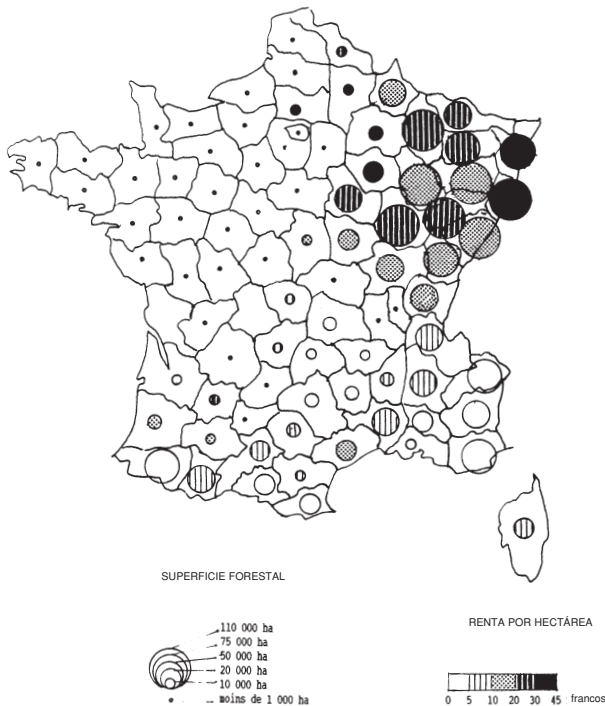 SUPERFICIE FORESTAL
110 000 ha
75 000 ha
50 000 ha
20 000 ha
10 000 ha
moins de 1 000 ha
RENTA POR HECTÁREA
0 5 10 20 30 45 francos